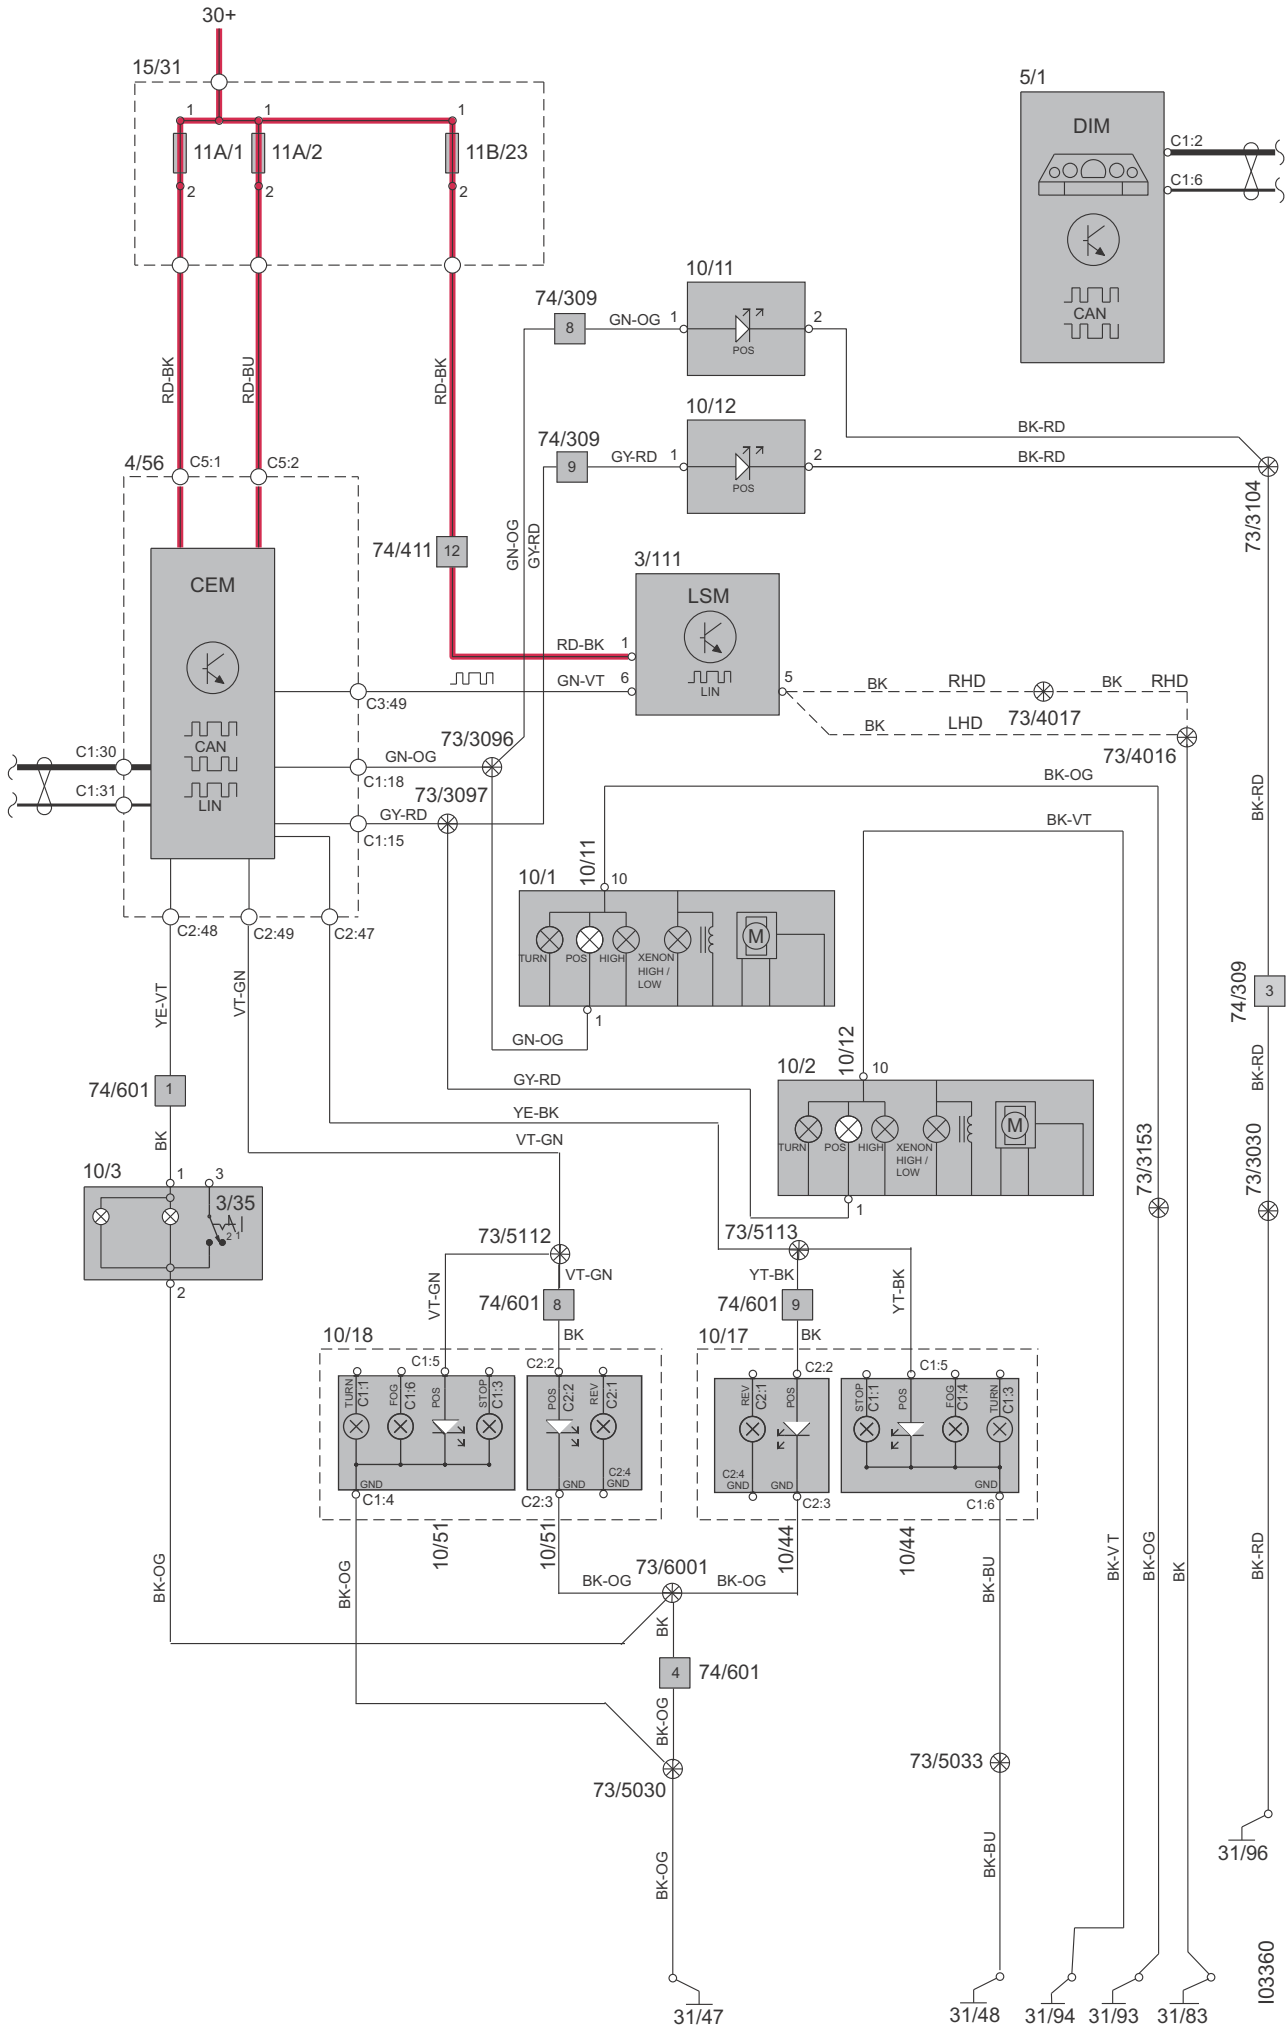 30+
15/31
5/1
1
1
1
DIM
11A/1
11A/2
11B/23
C1:2
C1:6
2
2
2
CAN
10/11
74/309
8
GN-OG
1
POS
2
RD-BK
RD-BU
RD-BK
10/12
BK-RD
74/309
9
GY-RD
1
POS
2
BK-RD
4/56
C5:1
C5:2
73/3104
GN-OG
GY-RD
74/411
12
3/111
CEM
LSM
RD-BK
1
LIN
GN-VT
6
5
BK
RHD
BK
RHD
C3:49
73/4017
BK
LHD
CAN
73/3096
73/4016
C1:30
GN-OG
C1:18
C1:31
LIN
73/3097
BK-OG
BK-RD
GY-RD
C1:15
BK-VT
10/11
10/1
10
C2:48
C2:49
C2:47
M
TURN
POS
HIGH
XENON
HIGH /
LOW
YE-VT
VT-GN
74/309
3
1
GN-OG
10/12
10/2
10
GY-RD
BK-RD
74/601
1
YE-BK
M
VT-GN
TURN
POS
HIGH
XENON
HIGH /
LOW
BK
73/3153
73/3030
10/3
1
3
3/35
2
1
1
73/5112
73/5113
2
VT-GN
VT-GN
YT-BK
YT-BK
74/601
8
74/601
9
10/18
BK
10/17
BK
C1:5
C2:2
C2:2
C1:5
TURN
C1:1
FOG
C1:6
POS
STOP
C1:3
POS
C2:2
REV
C2:1
REV
C2:1
POS
STOP
C1:1
POS
FOG
C1:4
TURN
C1:3
GND
GND
C2:4
GND
C2:4
GND
GND
GND
C1:4
C2:3
C2:3
C1:6
10/51
10/51
10/44
10/44
BK-OG
BK-OG
73/6001
BK-OG
BK-OG
BK-BU
BK-VT
BK-OG
BK
BK-RD
BK
4
74/601
BK-OG
73/5030
73/5033
BK-OG
BK-BU
31/96
I03360
31/47
31/48
31/94
31/93
31/83